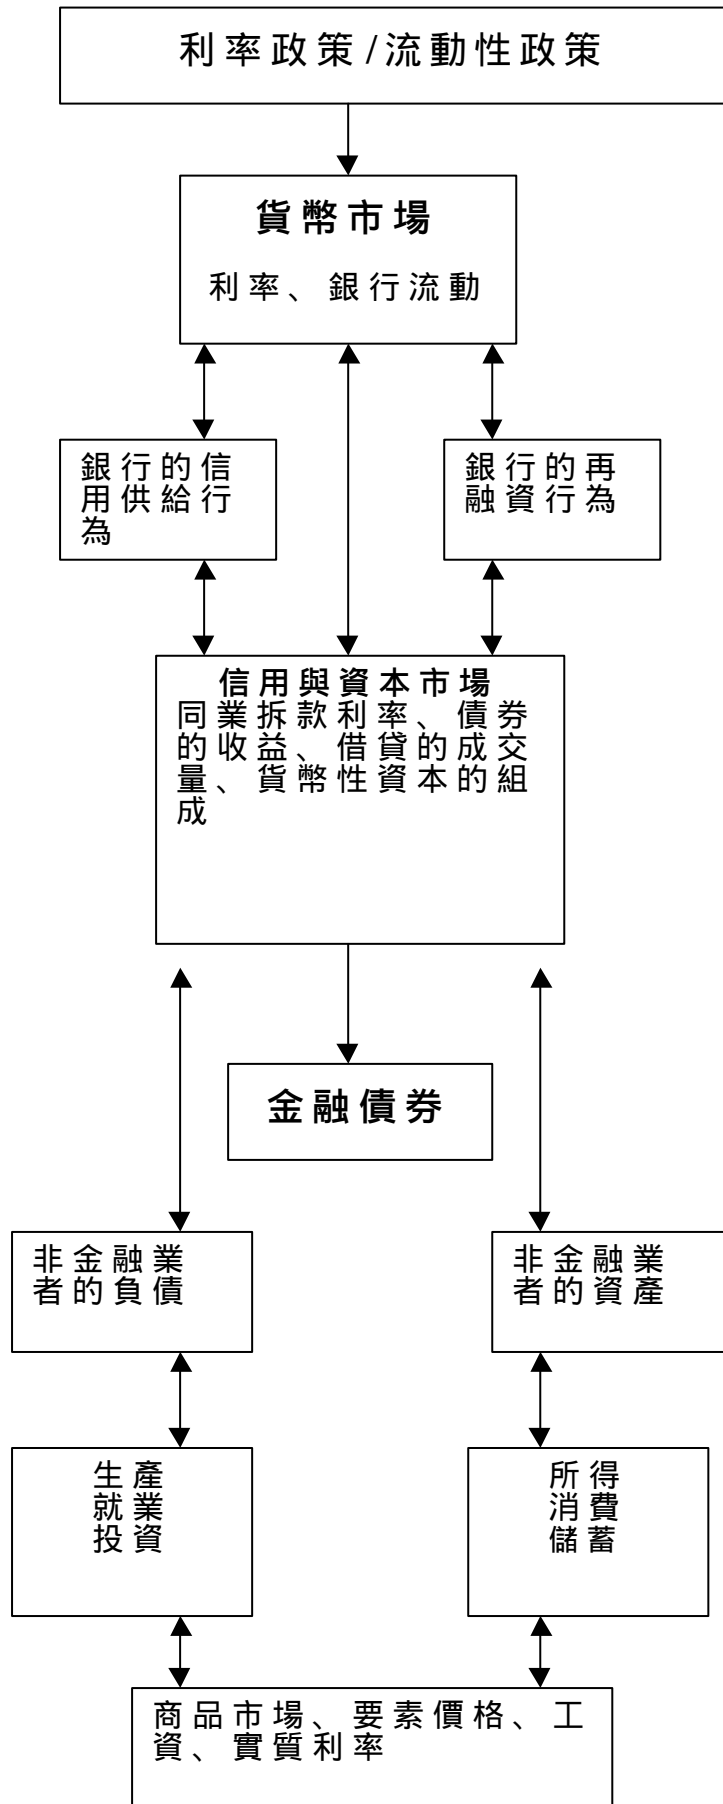 利率政策/流動性政策
貨幣市場
利率、銀行流動
銀行的信
用供給行
為
銀行的再
融資行為
信用與資本市場
同業拆款利率、債券
的收益、借貸的成交
量、貨幣性資本的組
成
金融債券
非金融業
者的負債
非金融業
者的資產
生產
就業
投資
所得
消費
儲蓄
商品市場、要素價格、工
資、實質利率